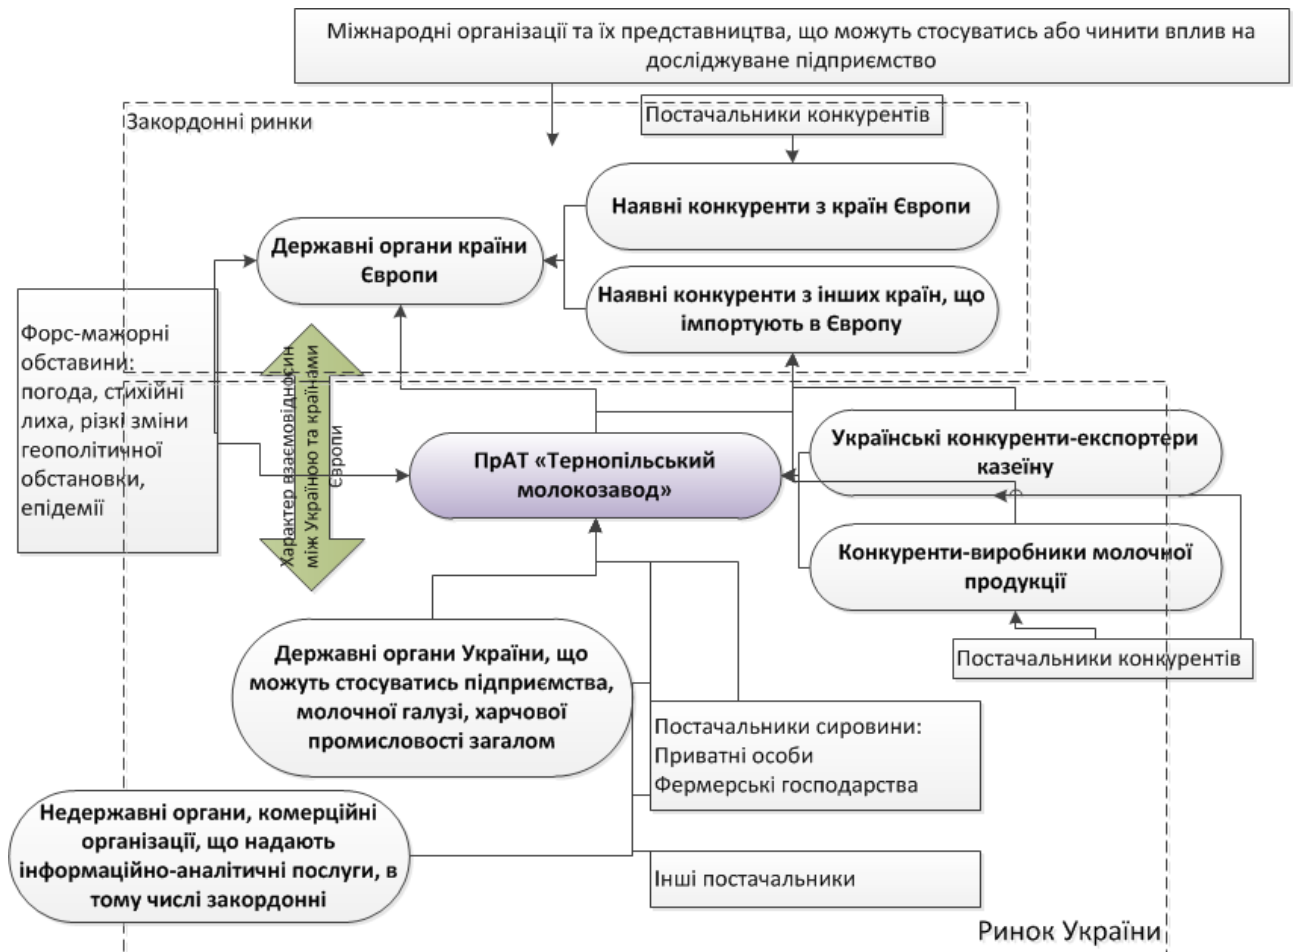 Міжнародні організації та їх представництва, що можуть стосуватись або чинити вплив на
досліджуване підприємство
Закордонні ринки
Постачальники конкурентів
Наявні конкуренти з країн Європи
Державні органи країни
Європи
Наявні конкуренти з інших країн, що
імпортують в Європу
Форс-мажорні
обставини:
погода, стихійні
лиха, різкі зміни
геополітичної
обстановки,
епідемії
Характер взаємовідносин
між Україною та країнами
Європи
ПрАТ «Тернопільський
молокозавод»
Українські конкуренти-експортери
казеїну
Конкуренти-виробники молочної
продукції
Постачальники конкурентів
Державні органи України, що
можуть стосуватись підприємства,
молочної галузі, харчової
промисловості загалом
Постачальники сировини:
Приватні особи
Фермерські господарства
Недержавні органи, комерційні
організації, що надають
інформаційно-аналітичні послуги, в
тому числі закордонні
Інші постачальники
Ринок України